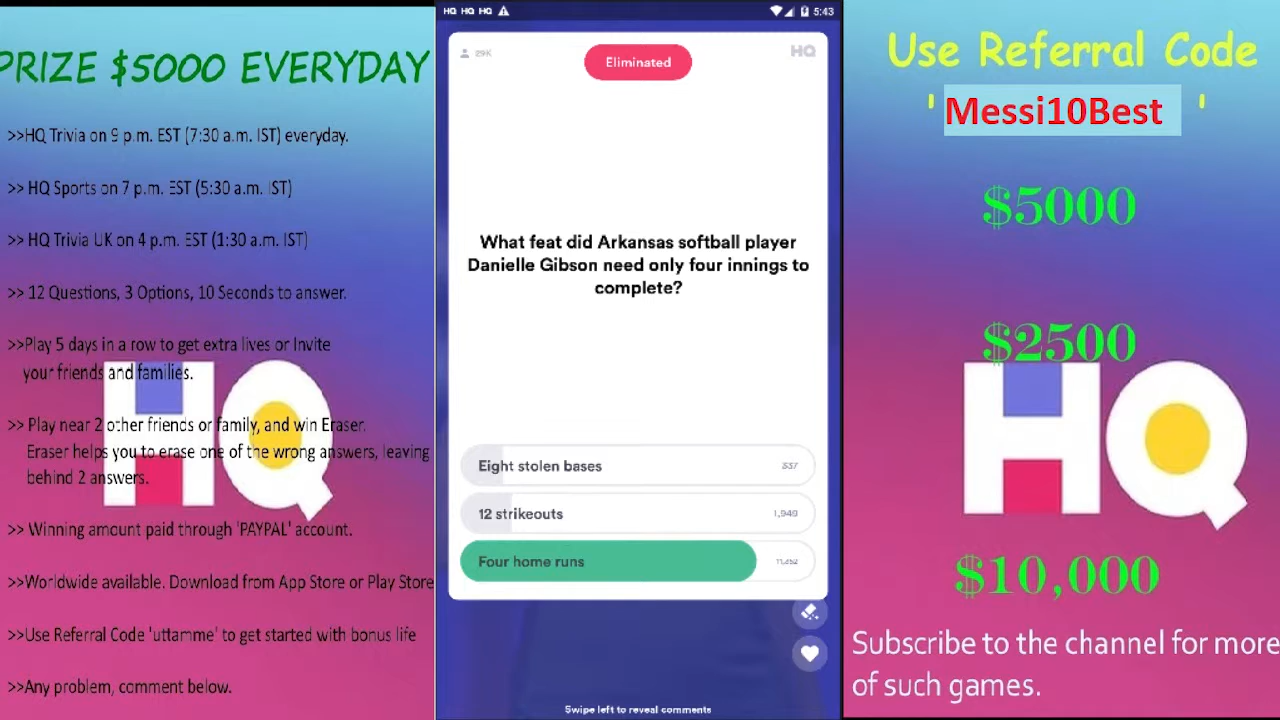 PRIZE $5000 EVERYDAY
>>HQ Trivia on 9 p.m. EST (7:30 a.m. IST) everyday.
>> HQ Sports on 7 p.m. EST (5:30 a.m. IST)
>> HQ Trivia UK on 4 p.m. EST (1:30 a.m. IST)
>> 12 Questions, 3 Options, 10 Seconds to answer.
>>Play 5 days in a row to get extra lives or Invite
your friends and families.
>> Play near 2 other friends or family, and win Eraser.
Eraser helps you to erase one of the wrong answers, leaving
behind 2 answers.
>> Winning amount paid through 'PAYPAL' account.
>>Worldwide available. Download from App Store or Play Store
>>Use Referral Code 'uttamme' to get started with bonus life
>>Any problem, comment below.
HQ
HQ HQ HQ 5:43
29K Eliminated HQ
What feat did Arkansas softball player
Danielle Gibson need only four innings to
complete?
Eight stolen bases
12 strikeouts 1,949
Four home runs
Swipe left to reveal comments
Use Referral Code
' Messi10Best '
$5000
$2500
HQ
$10,000
Subscribe to the channel for more
of such games.